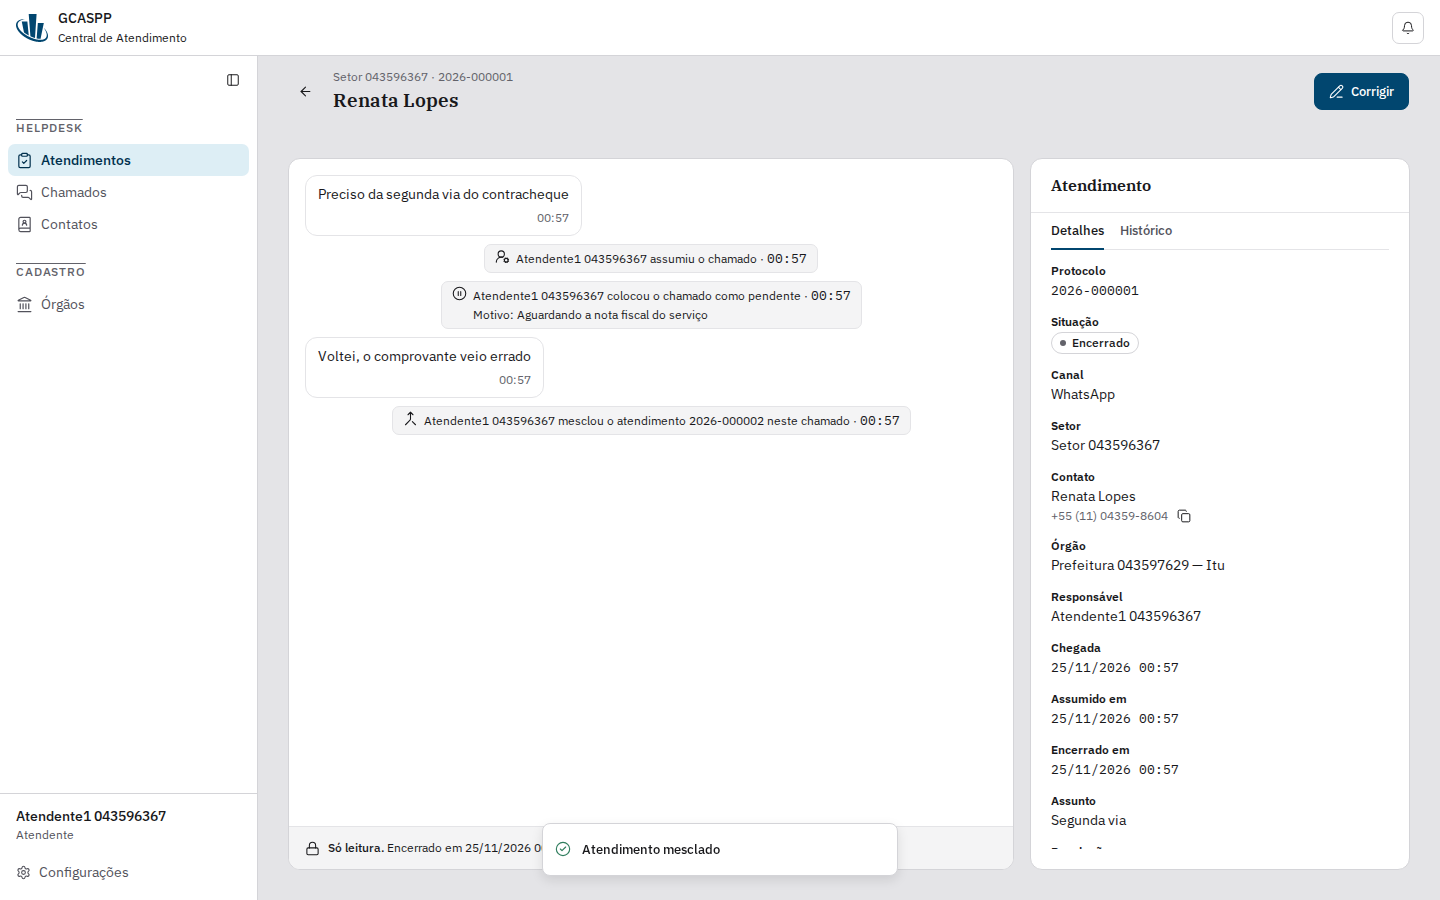 GCASPP
Central de Atendimento
HELPDESK
Atendimentos
Chamados
Contatos
CADASTRO
Órgãos
Atendente1 043596367
Atendente
Configurações
Setor 043596367 · 2026-000001
Renata Lopes
Corrigir
Preciso da segunda via do contracheque
00:57
Atendente1 043596367 assumiu o chamado · 00:57
Atendente1 043596367 colocou o chamado como pendente · 00:57
Motivo: Aguardando a nota fiscal do serviço
Voltei, o comprovante veio errado
00:57
Atendente1 043596367 mesclou o atendimento 2026-000002 neste chamado · 00:57
Só leitura. Encerrado em 25/11/2026
Atendimento mesclado
Atendimento
Detalhes Histórico
Protocolo
2026-000001
Situação
Encerrado
Canal
WhatsApp
Setor
Setor 043596367
Contato
Renata Lopes
+55 (11) 04359-8604
Órgão
Prefeitura 043597629 — Itu
Responsável
Atendente1 043596367
Chegada
25/11/2026 00:57
Assumido em
25/11/2026 00:57
Encerrado em
25/11/2026 00:57
Assunto
Segunda via